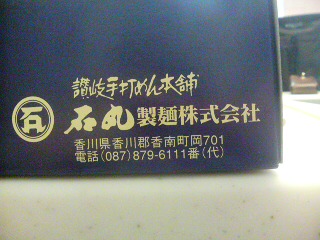 讃岐手打めん本舗
石丸製麺株式会社
香川県香川郡香南町岡701
電話(087)879-6111番(代)